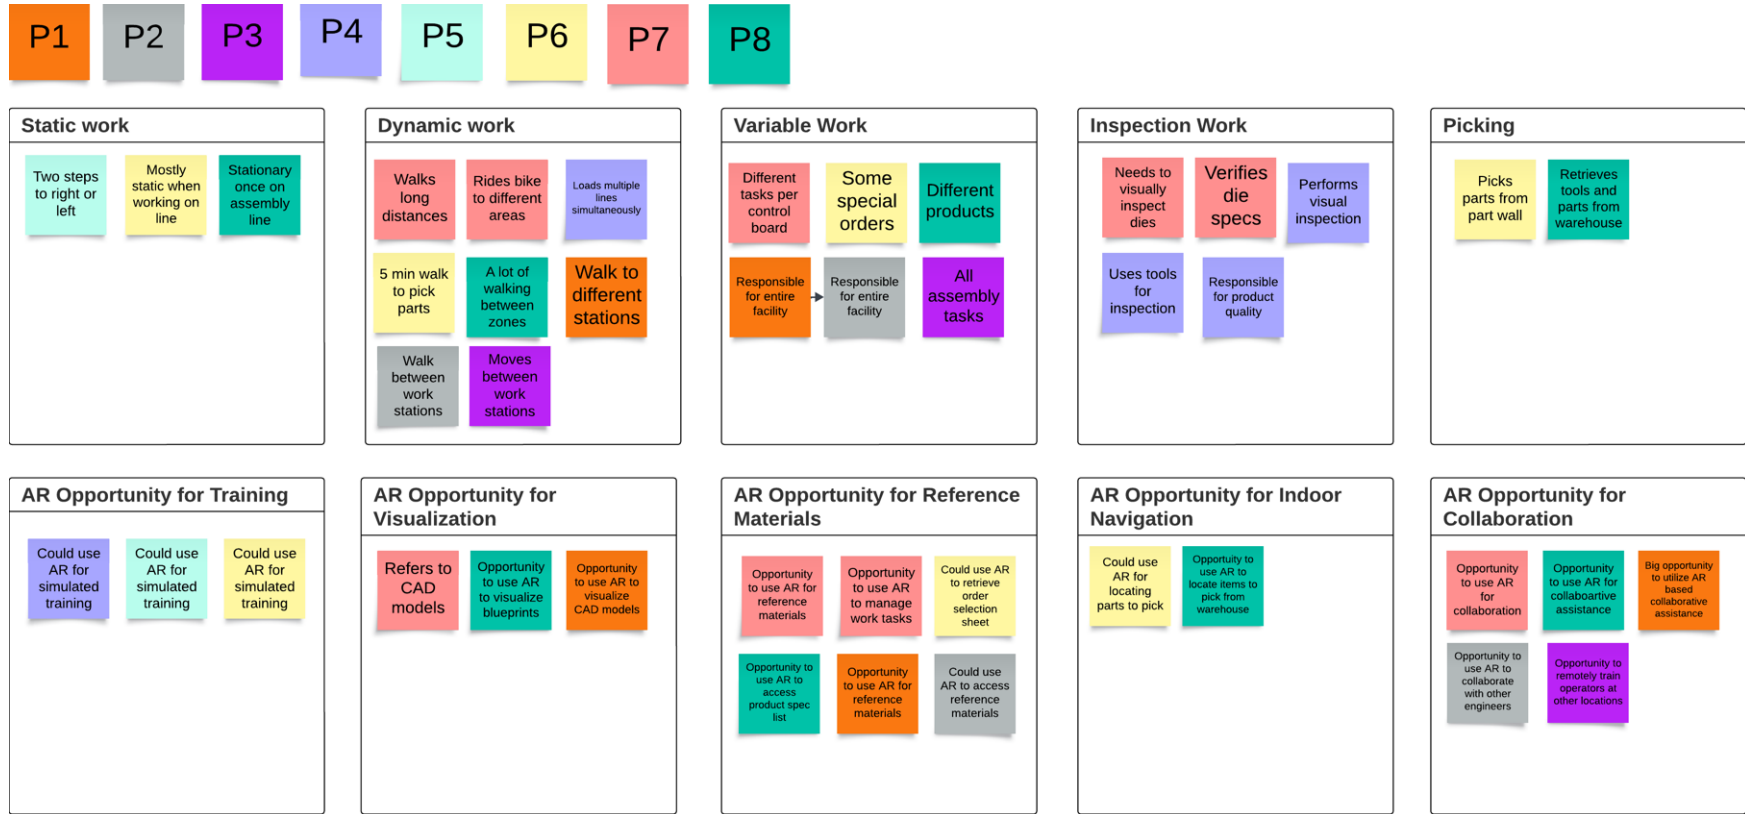 P1
P2
P3
P4
P5
P6
P7
P8
Static work
Two steps
to right or
left
Mostly
static when
working on
line
Stationary
once on
assembly
line
Dynamic work
Walks
long
distances
Rides bike
to different
areas
Loads multiple
lines
simultaneously
5 min walk
to pick
parts
A lot of
walking
between
zones
Walk to
different
stations
Walk
between
work
stations
Moves
between
work
stations
Variable Work
Different
tasks per
control
board
Some
special
orders
Different
products
Responsible
for entire
facility
Responsible
for entire
facility
All
assembly
tasks
Inspection Work
Needs to
visually
inspect
dies
Verifies
die
specs
Performs
visual
inspection
Uses tools
for
inspection
Responsible
for product
quality
Picking
Picks
parts from
part wall
Retrieves
tools and
parts from
warehouse
AR Opportunity for Training
Could use
AR for
simulated
training
Could use
AR for
simulated
training
Could use
AR for
simulated
training
AR Opportunity for
Visualization
Refers to
CAD
models
Opportunity
to use AR
to visualize
blueprints
Opportunity
to use AR to
visualize
CAD models
AR Opportunity for Reference
Materials
Opportunity
to use AR for
reference
materials
Opportunity
to use AR
to manage
work tasks
Could use AR
to retrieve
order
selection
sheet
Opportunity to
use AR to
access
product spec
list
Opportunity
to use AR for
reference
materials
Could use
AR to access
reference
materials
AR Opportunity for Indoor
Navigation
Could use
AR for
locating
parts to pick
Opportuity to
use AR to
locate items to
pick from
warehouse
AR Opportunity for
Collaboration
Opportunity
to use AR
for
collaboration
Opportunity
to use AR for
collaboartive
assistance
Big opportunity
to utilize AR
based
collaborative
assistance
Opportunity to
use AR to
collaborate
with other
engineers
Opportunity to
remotely train
operators at
other locations